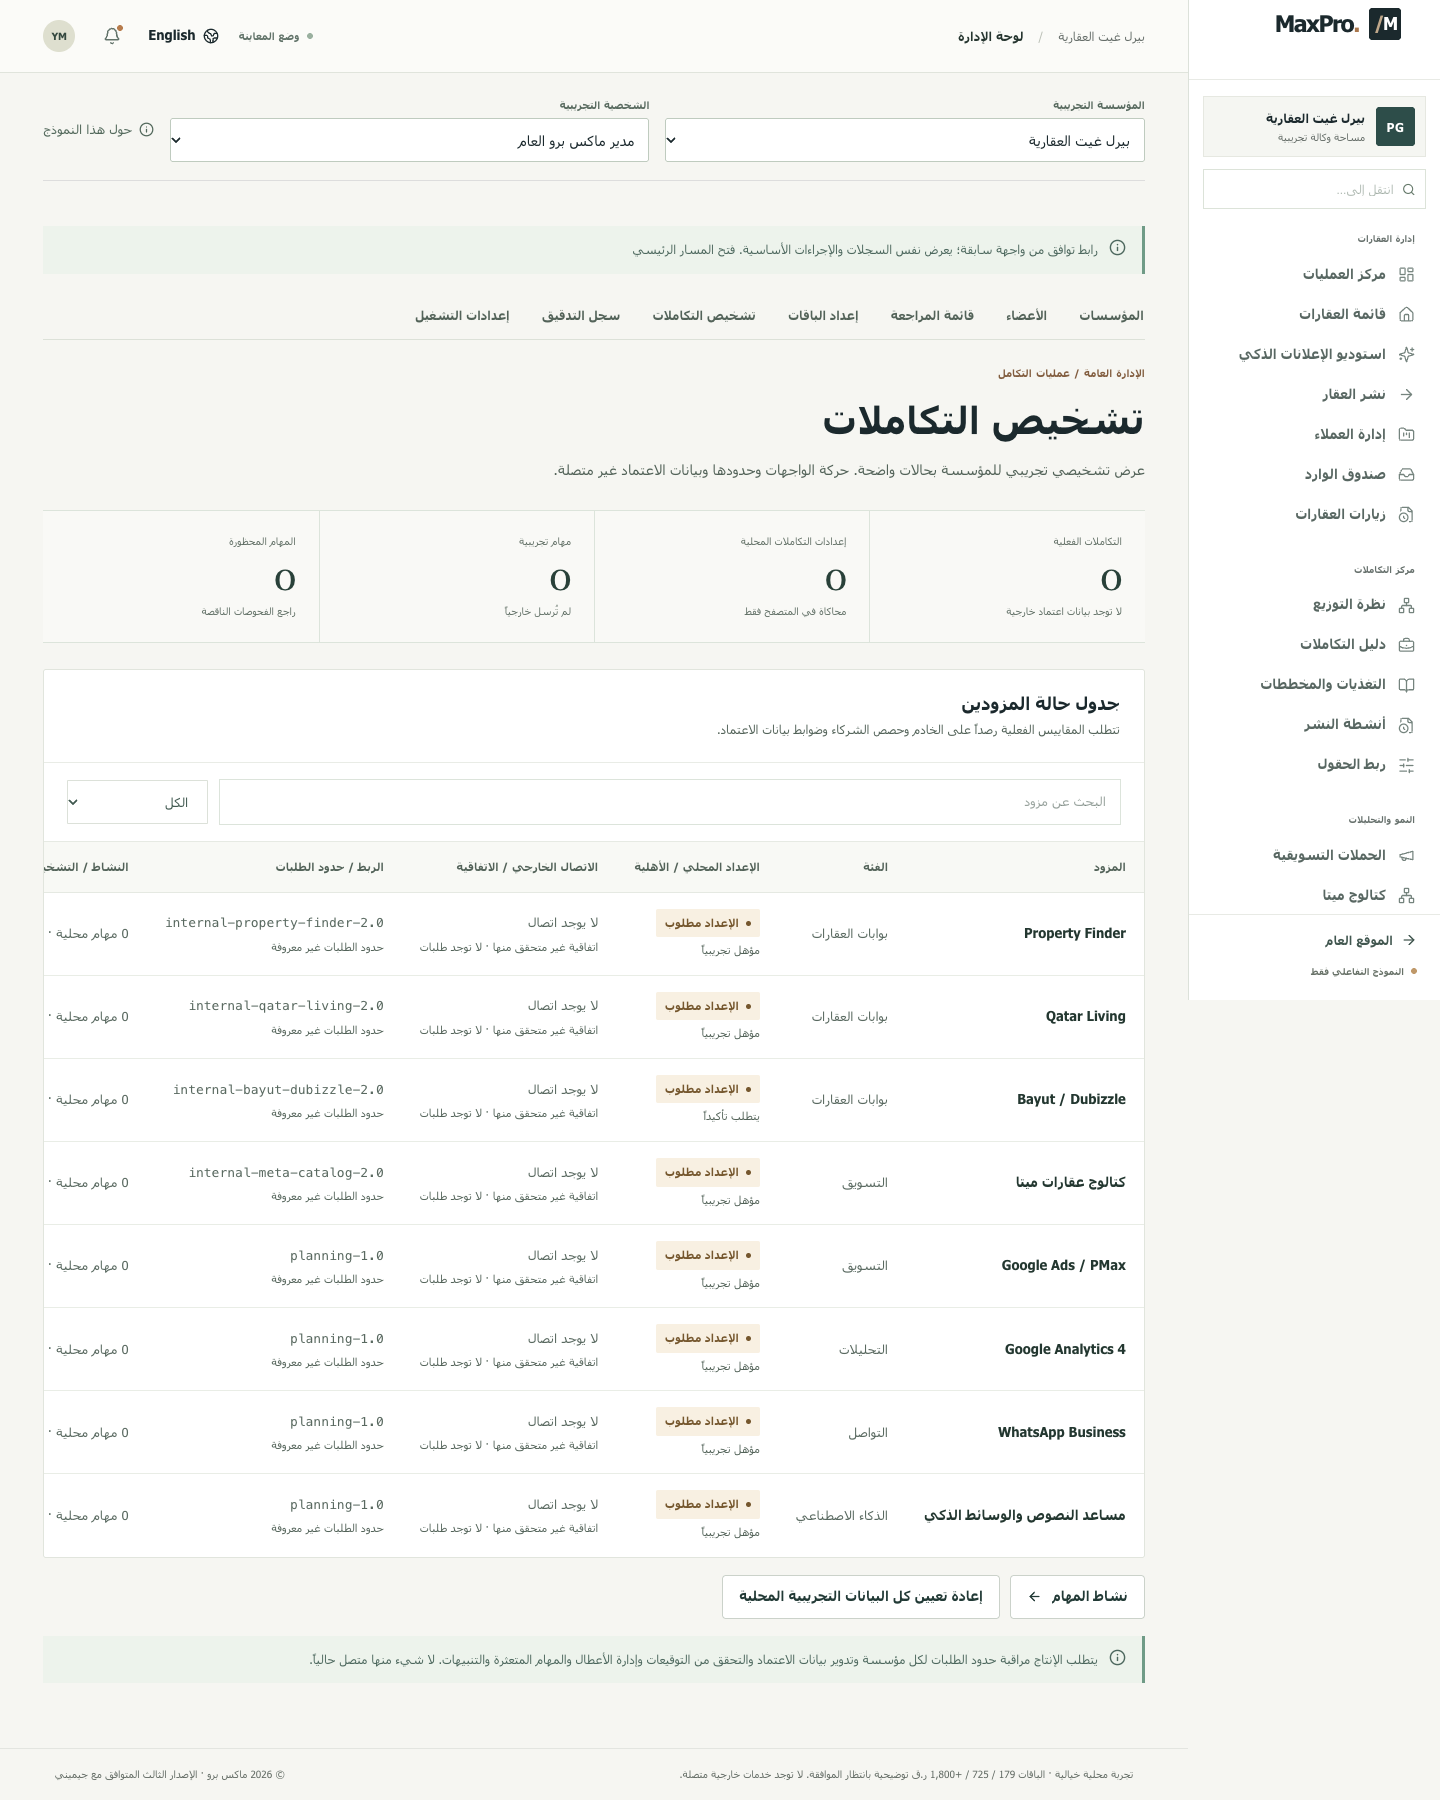 MaxPro.
/M
بيرل غيت العقارية
/
لوحة الإدارة
وضع المعاينة
English
YM
PG
بيرل غيت العقارية
مساحة وكالة تجريبية
انتقل إلى...
إدارة العقارات
مركز العمليات
قائمة العقارات
استوديو الإعلانات الذكي
نشر العقار
إدارة العملاء
صندوق الوارد
زيارات العقارات
مركز التكاملات
نظرة التوزيع
دليل التكاملات
التغذيات والمخططات
أنشطة النشر
ربط الحقول
النمو والتحليلات
الحملات التسويقية
كتالوج ميتا
الموقع العام
النموذج التفاعلي فقط
المؤسسة التجريبية
بيرل غيت العقارية
الشخصية التجريبية
مدير ماكس برو العام
حول هذا النموذج
رابط توافق من واجهة سابقة؛ يعرض نفس السجلات والإجراءات الأساسية. فتح المسار الرئيسي
المؤسسات
الأعضاء
قائمة المراجعة
إعداد الباقات
تشخيص التكاملات
سجل التدقيق
إعدادات التشغيل
الإدارة العامة / عمليات التكامل
تشخيص التكاملات
عرض تشخيصي تجريبي للمؤسسة بحالات واضحة. حركة الواجهات وحدودها وبيانات الاعتماد غير متصلة.
التكاملات الفعلية
0
لا توجد بيانات اعتماد خارجية
إعدادات التكاملات المحلية
0
محاكاة في المتصفح فقط
مهام تجريبية
0
لم تُرسل خارجياً
المهام المحظورة
0
راجع الفحوصات الناقصة
جدول حالة المزودين
تتطلب المقاييس الفعلية رصداً على الخادم وحصص الشركاء وضوابط بيانات الاعتماد.
البحث عن مزود
الكل
المزود
الفئة
الإعداد المحلي / الأهلية
الاتصال الخارجي / الاتفاقية
الربط / حدود الطلبات
النشاط / التشخي
Property Finder
بوابات العقارات
الإعداد مطلوب
مؤهل تجريبياً
لا يوجد اتصال
اتفاقية غير متحقق منها · لا توجد طلبات
internal-property-finder-2.0
حدود الطلبات غير معروفة
0 مهام محلية ·
Qatar Living
بوابات العقارات
الإعداد مطلوب
مؤهل تجريبياً
لا يوجد اتصال
اتفاقية غير متحقق منها · لا توجد طلبات
internal-qatar-living-2.0
حدود الطلبات غير معروفة
0 مهام محلية ·
Bayut / Dubizzle
بوابات العقارات
الإعداد مطلوب
يتطلب تأكيداً
لا يوجد اتصال
اتفاقية غير متحقق منها · لا توجد طلبات
internal-bayut-dubizzle-2.0
حدود الطلبات غير معروفة
0 مهام محلية ·
كتالوج عقارات ميتا
التسويق
الإعداد مطلوب
مؤهل تجريبياً
لا يوجد اتصال
اتفاقية غير متحقق منها · لا توجد طلبات
internal-meta-catalog-2.0
حدود الطلبات غير معروفة
0 مهام محلية ·
Google Ads / PMax
التسويق
الإعداد مطلوب
مؤهل تجريبياً
لا يوجد اتصال
اتفاقية غير متحقق منها · لا توجد طلبات
planning-1.0
حدود الطلبات غير معروفة
0 مهام محلية ·
Google Analytics 4
التحليلات
الإعداد مطلوب
مؤهل تجريبياً
لا يوجد اتصال
اتفاقية غير متحقق منها · لا توجد طلبات
planning-1.0
حدود الطلبات غير معروفة
0 مهام محلية ·
WhatsApp Business
التواصل
الإعداد مطلوب
مؤهل تجريبياً
لا يوجد اتصال
اتفاقية غير متحقق منها · لا توجد طلبات
planning-1.0
حدود الطلبات غير معروفة
0 مهام محلية ·
مساعد النصوص والوسائط الذكي
الذكاء الاصطناعي
الإعداد مطلوب
مؤهل تجريبياً
لا يوجد اتصال
اتفاقية غير متحقق منها · لا توجد طلبات
planning-1.0
حدود الطلبات غير معروفة
0 مهام محلية ·
نشاط المهام
إعادة تعيين كل البيانات التجريبية المحلية
يتطلب الإنتاج مراقبة حدود الطلبات لكل مؤسسة وتدوير بيانات الاعتماد والتحقق من التوقيعات وإدارة الأعطال والمهام المتعثرة والتنبيهات. لا شيء منها متصل حالياً.
تجربة محلية خيالية · الباقات 179 / 725 / +1,800 ر.ق توضيحية بانتظار الموافقة. لا توجد خدمات خارجية متصلة.
© 2026 ماكس برو · الإصدار الثالث المتوافق مع جيميني